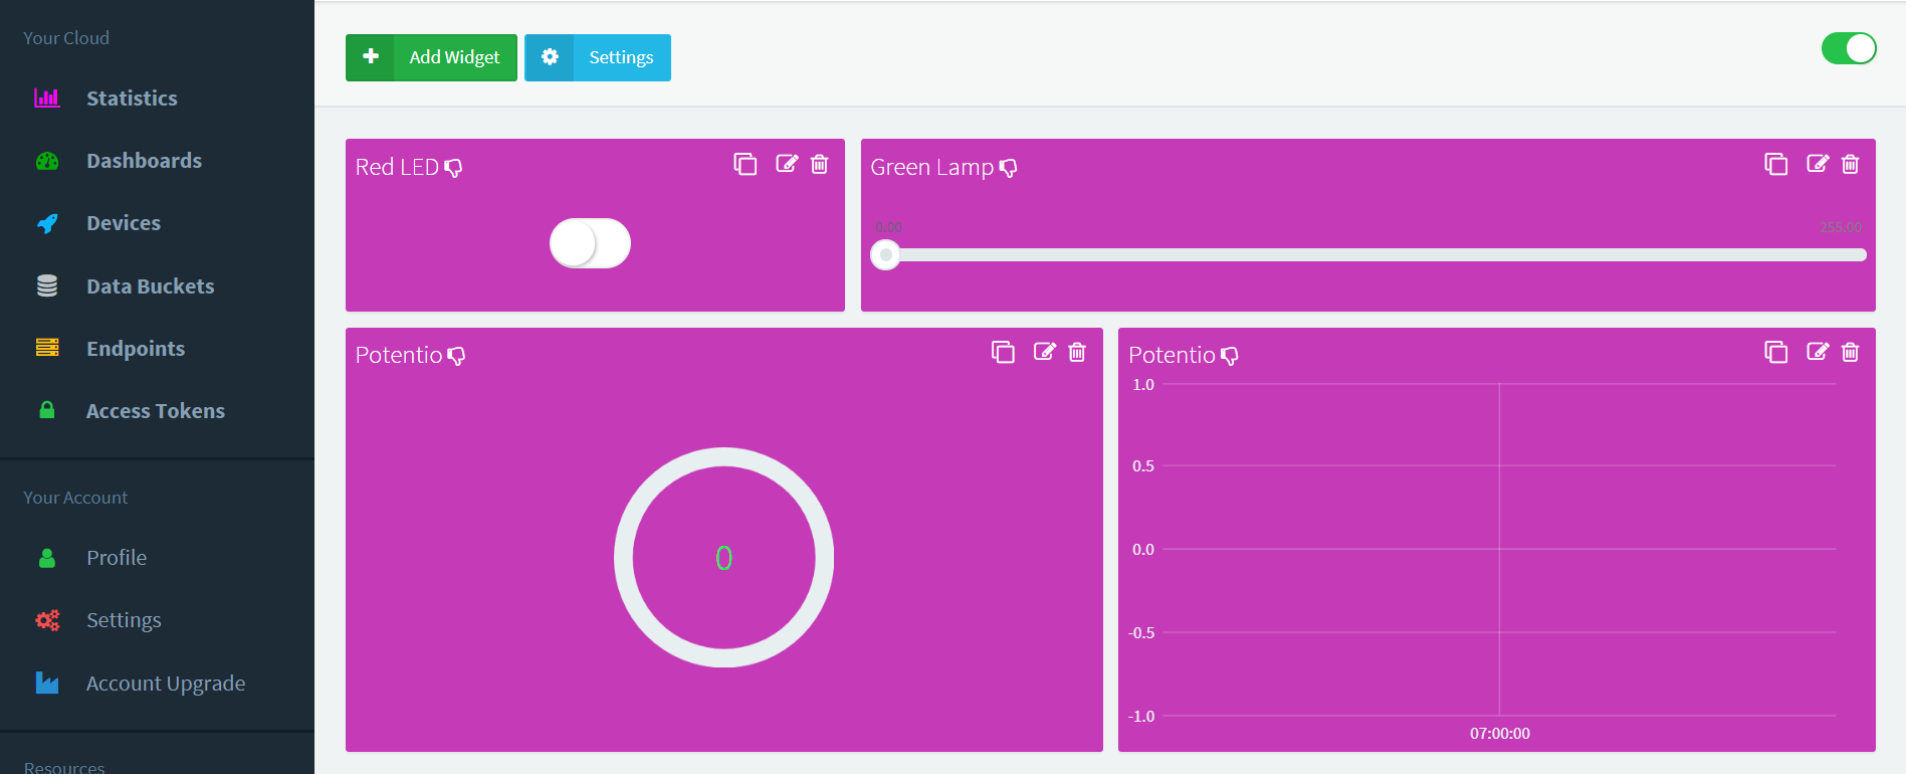 Your Cloud
Statistics
Dashboards
Devices
Data Buckets
Endpoints
Access Tokens
Your Account
Profile
Settings
Account Upgrade
Resources
Add Widget
Settings
Red LED
Green Lamp
0.00
255.00
Potentio
0
Potentio
1.0
0.5
0.0
-0.5
-1.0
07:00:00